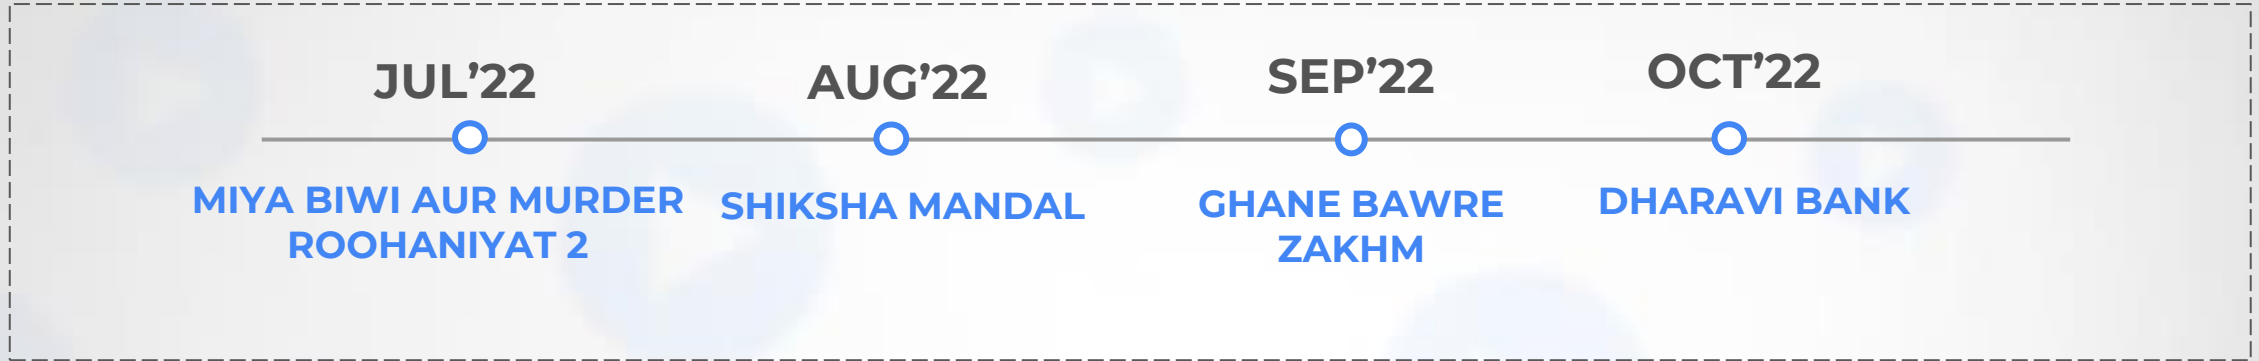 JUL’22
AUG’22
SEP’22
OCT’22
MIYA BIWI AUR MURDER
ROOHANIYAT 2
SHIKSHA MANDAL
GHANE BAWRE
ZAKHM
DHARAVI BANK